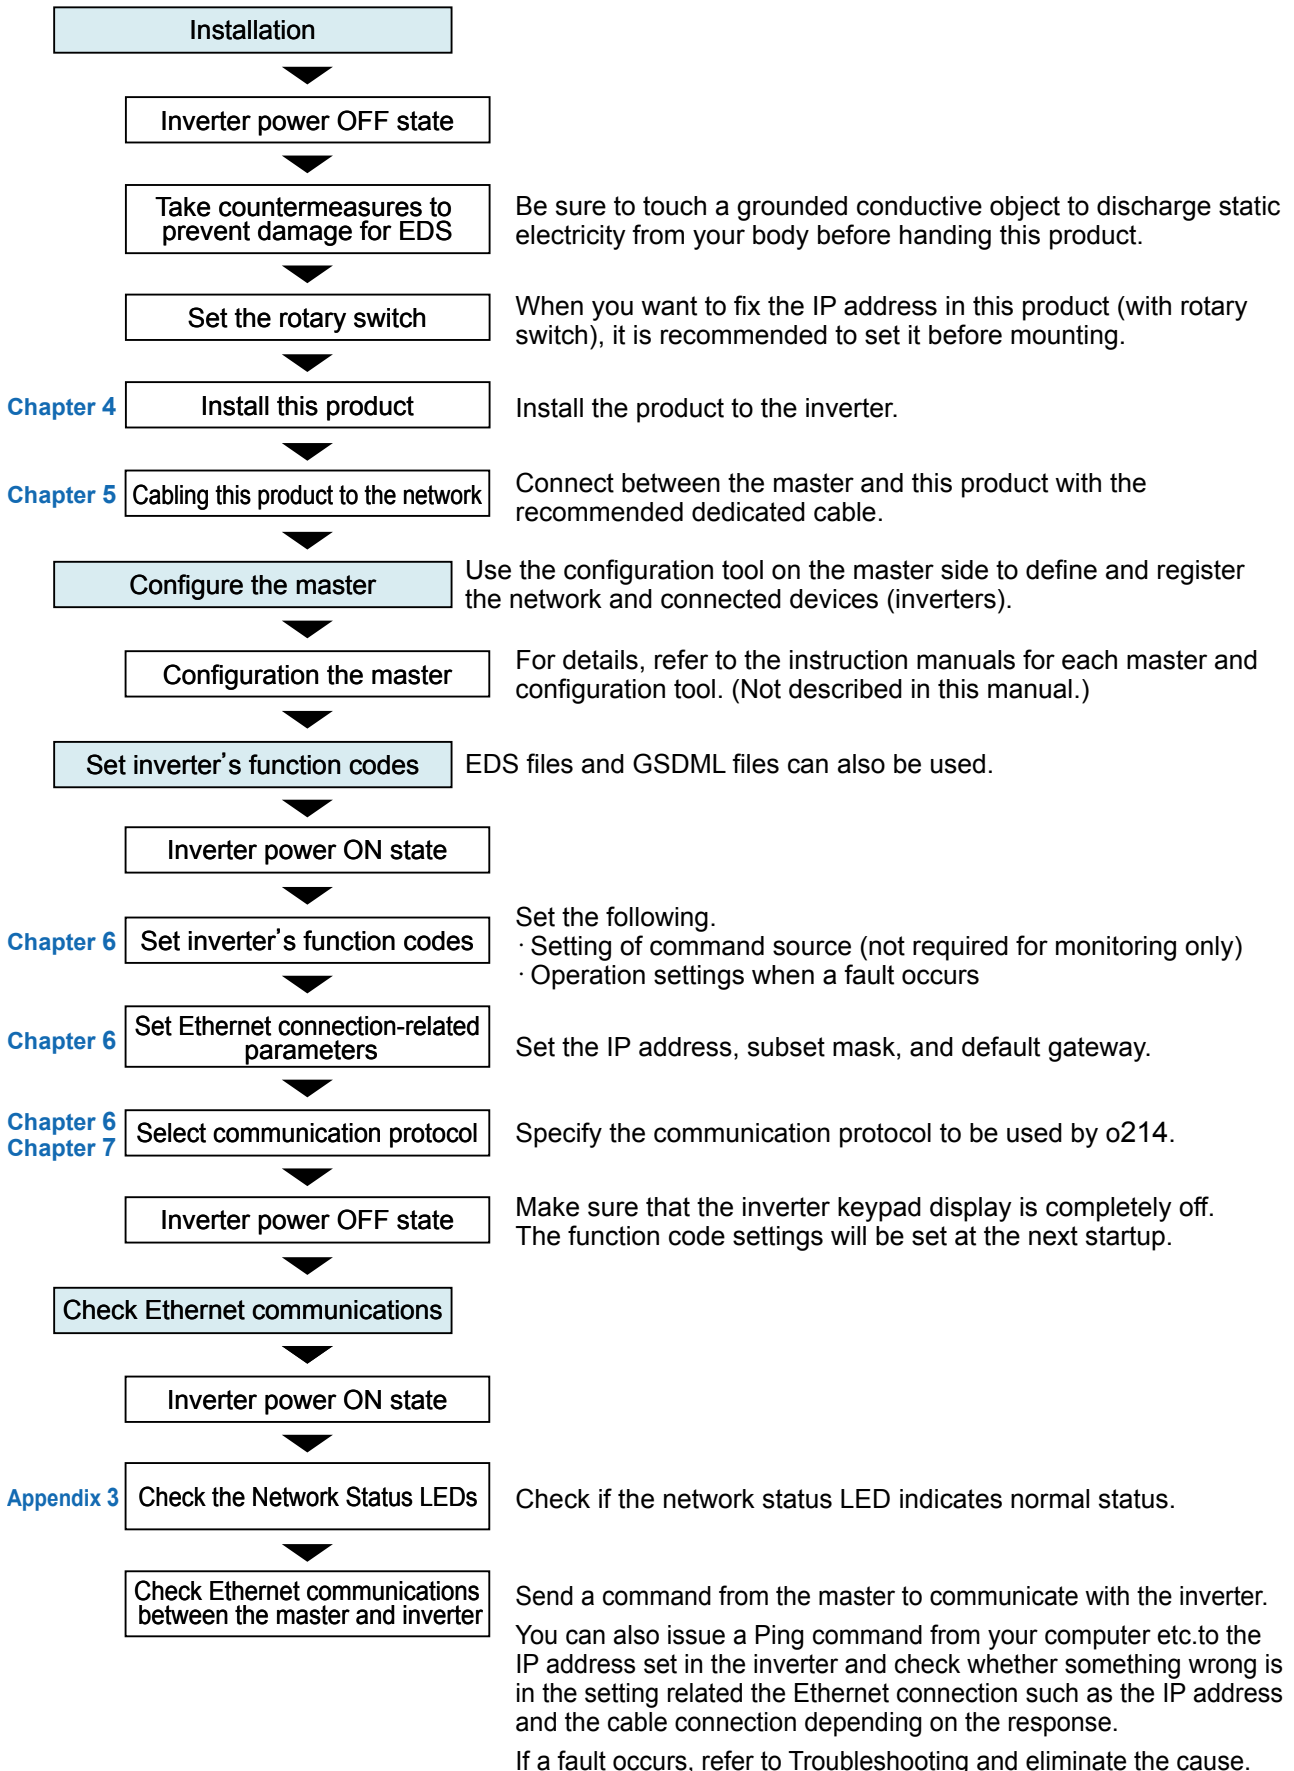 Installation
Inverter power OFF state
Take countermeasures to
prevent damage for EDS
Be sure to touch a grounded conductive object to discharge static
electricity from your body before handing this product.
Set the rotary switch
When you want to fix the IP address in this product (with rotary
switch), it is recommended to set it before mounting.
Chapter 4
Install this product
Install the product to the inverter.
Chapter 5
Cabling this product to the network
Connect between the master and this product with the
recommended dedicated cable.
Configure the master
Use the configuration tool on the master side to define and register
the network and connected devices (inverters).
Configuration the master
For details, refer to the instruction manuals for each master and
configuration tool. (Not described in this manual.)
Set inverter’s function codes
EDS files and GSDML files can also be used.
Inverter power ON state
Chapter 6
Set inverter’s function codes
Set the following.
· Setting of command source (not required for monitoring only)
· Operation settings when a fault occurs
Chapter 6
Set Ethernet connection-related
parameters
Set the IP address, subset mask, and default gateway.
Chapter 6
Chapter 7
Select communication protocol
Specify the communication protocol to be used by o214.
Inverter power OFF state
Make sure that the inverter keypad display is completely off.
The function code settings will be set at the next startup.
Check Ethernet communications
Inverter power ON state
Appendix 3
Check the Network Status LEDs
Check if the network status LED indicates normal status.
Check Ethernet communications
between the master and inverter
Send a command from the master to communicate with the inverter.
You can also issue a Ping command from your computer etc.to the
IP address set in the inverter and check whether something wrong is
in the setting related the Ethernet connection such as the IP address
and the cable connection depending on the response.
If a fault occurs, refer to Troubleshooting and eliminate the cause.